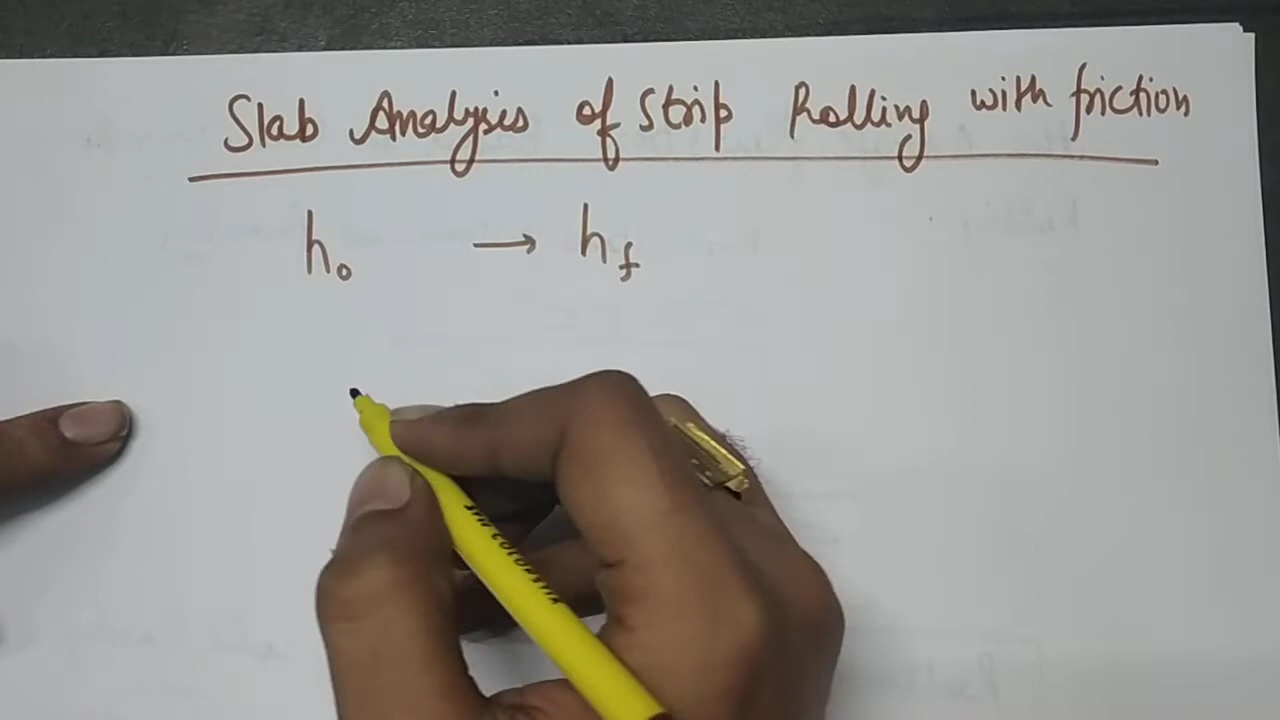 Slab Analysis of Strip Rolling with friction
h₀ → h_f